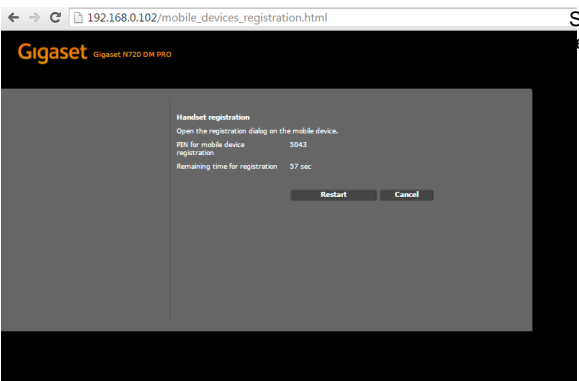 192.168.0.102/mobile_devices_registration.html
S
Gigaset Gigaset N720 DM PRO
Handset registration
Open the registration dialog on the mobile device.
PIN for mobile device registration 5043
Remaining time for registration 57 sec
Restart Cancel